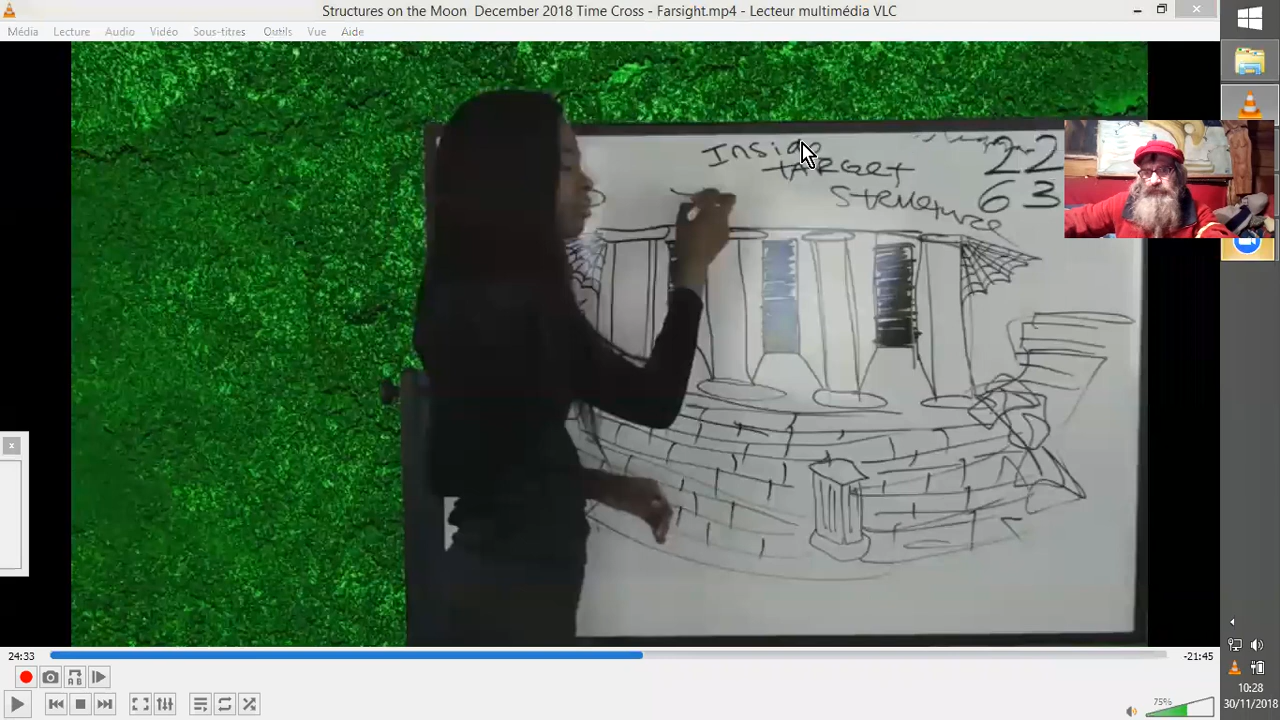 Structures on the Moon December 2018 Time Cross - Farsight.mp4 - Lecteur multimédia VLC
Média Lecture Audio Vidéo Sous-titres Outils Vue Aide
Inside
target
structure
22
63
x
24:33
-21:45
A B
75%
10:28
30/11/2018